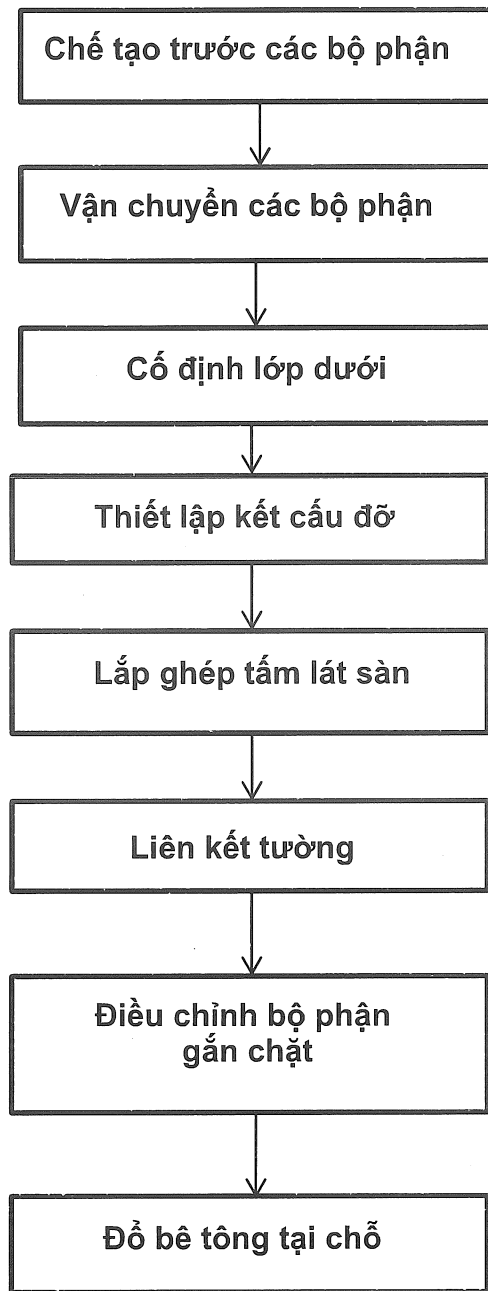 Chế tạo trước các bộ phận
Vận chuyển các bộ phận
Cố định lớp dưới
Thiết lập kết cấu đỡ
Lắp ghép tấm lát sàn
Liên kết tường
Điều chỉnh bộ phận
gắn chặt
Đổ bê tông tại chỗ